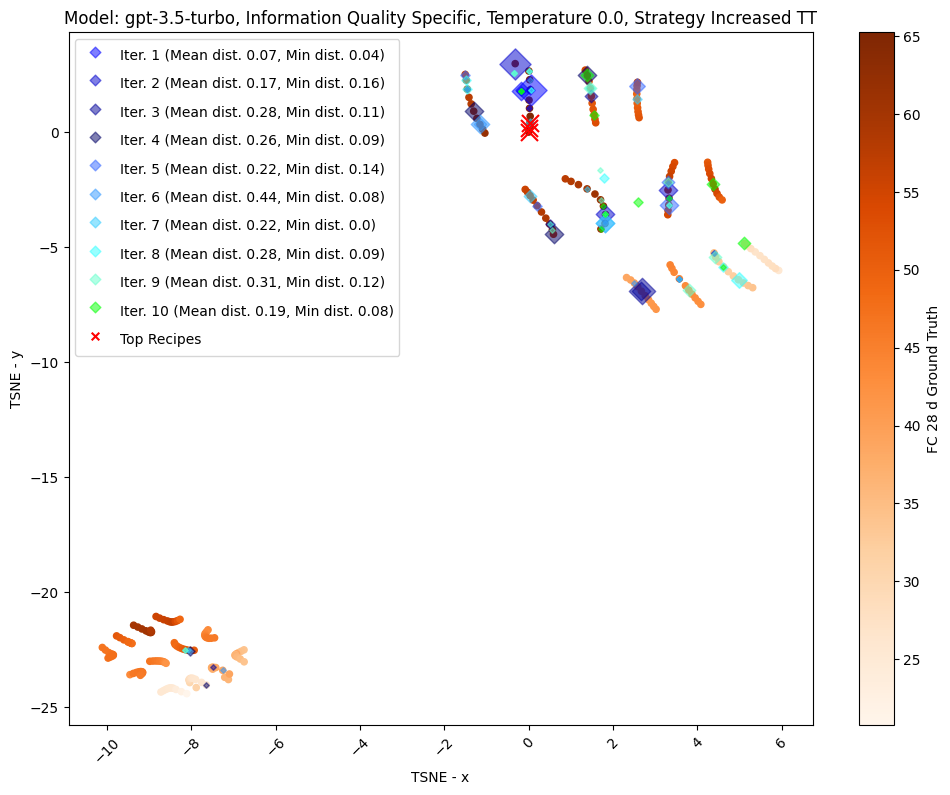 Model: gpt-3.5-turbo, Information Quality Specific, Temperature 0.0, Strategy Increased TT
Iter. 1 (Mean dist. 0.07, Min dist. 0.04)
Iter. 2 (Mean dist. 0.17, Min dist. 0.16)
Iter. 3 (Mean dist. 0.28, Min dist. 0.11)
Iter. 4 (Mean dist. 0.26, Min dist. 0.09)
Iter. 5 (Mean dist. 0.22, Min dist. 0.14)
Iter. 6 (Mean dist. 0.44, Min dist. 0.08)
Iter. 7 (Mean dist. 0.22, Min dist. 0.0)
Iter. 8 (Mean dist. 0.28, Min dist. 0.09)
Iter. 9 (Mean dist. 0.31, Min dist. 0.12)
Iter. 10 (Mean dist. 0.19, Min dist. 0.08)
Top Recipes
TSNE - y
0
−5
−10
−15
−20
−25
−10
−8
−6
−4
−2
0
2
4
6
TSNE - x
65
60
55
50
45
40
35
30
25
FC 28 d Ground Truth